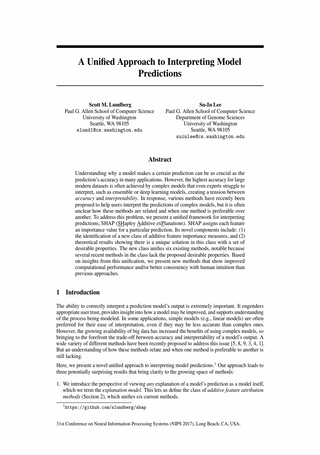 A Unified Approach to Interpreting Model
Predictions
Scott M. Lundberg
Paul G. Allen School of Computer Science
University of Washington
Seattle, WA 98105
slund1@cs.washington.edu
Su-In Lee
Paul G. Allen School of Computer Science
Department of Genome Sciences
University of Washington
Seattle, WA 98105
suinlee@cs.washington.edu
Abstract
Understanding why a model makes a certain prediction can be as crucial as the
prediction's accuracy in many applications. However, the highest accuracy for large
modern datasets is often achieved by complex models that even experts struggle to
interpret, such as ensemble or deep learning models, creating a tension between
accuracy and interpretability. In response, various methods have recently been
proposed to help users interpret the predictions of complex models, but it is often
unclear how these methods are related and when one method is preferable over
another. To address this problem, we present a unified framework for interpreting
predictions, SHAP (SHapley Additive exPlanations). SHAP assigns each feature
an importance value for a particular prediction. Its novel components include: (1)
the identification of a new class of additive feature importance measures, and (2)
theoretical results showing there is a unique solution in this class with a set of
desirable properties. The new class unifies six existing methods, notable because
several recent methods in the class lack the proposed desirable properties. Based
on insights from this unification, we present new methods that show improved
computational performance and/or better consistency with human intuition than
previous approaches.
1 Introduction
The ability to correctly interpret a prediction model's output is extremely important. It engenders
appropriate user trust, provides insight into how a model may be improved, and supports understanding
of the process being modeled. In some applications, simple models (e.g., linear models) are often
preferred for their ease of interpretation, even if they may be less accurate than complex ones.
However, the growing availability of big data has increased the benefits of using complex models, so
bringing to the forefront the trade-off between accuracy and interpretability of a model's output. A
wide variety of different methods have been recently proposed to address this issue [5, 8, 9, 3, 4, 1].
But an understanding of how these methods relate and when one method is preferable to another is
still lacking.
Here, we present a novel unified approach to interpreting model predictions.1 Our approach leads to
three potentially surprising results that bring clarity to the growing space of methods:
1. We introduce the perspective of viewing any explanation of a model's prediction as a model itself,
which we term the explanation model. This lets us define the class of additive feature attribution
methods (Section 2), which unifies six current methods.
1https://github.com/slundberg/shap
31st Conference on Neural Information Processing Systems (NIPS 2017), Long Beach, CA, USA.